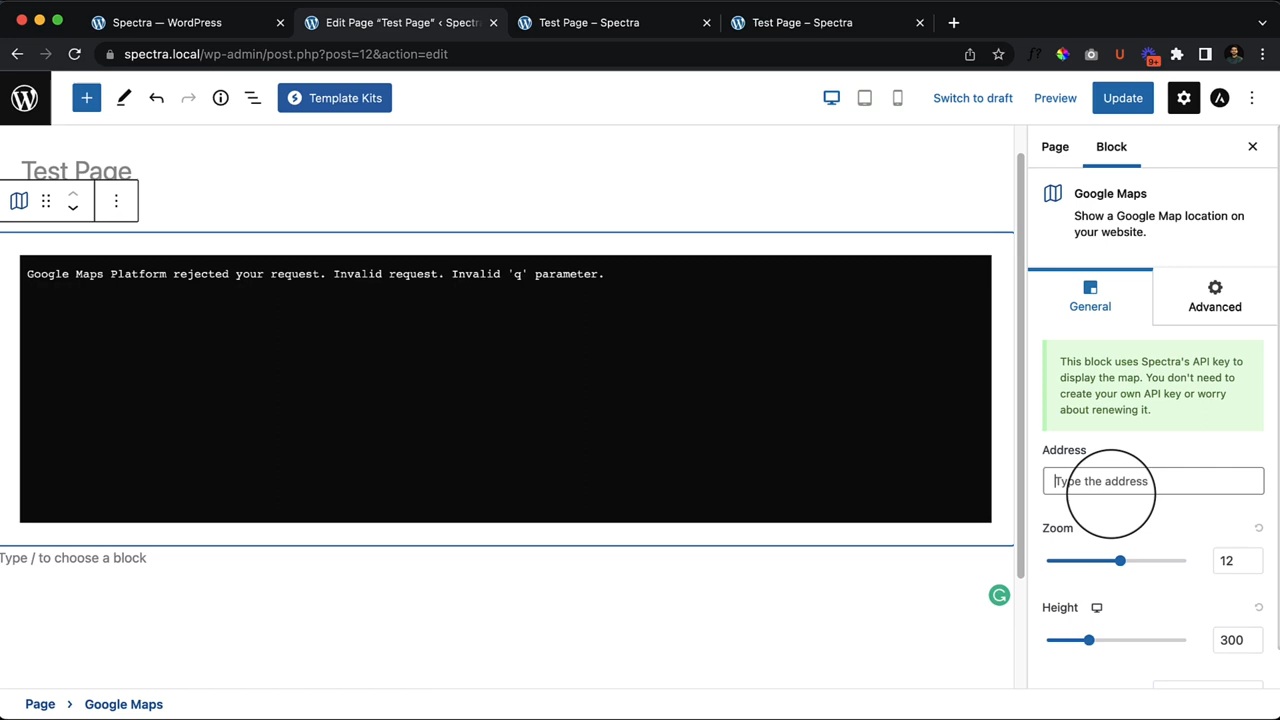 Spectra — WordPress
Edit Page “Test Page” ‹ Spectra
Test Page – Spectra
Test Page – Spectra
spectra.local/wp-admin/post.php?post=12&action=edit
f?
U
9+
Template Kits
Switch to draft
Preview
Update
Test Page
Page
Block
Google Maps
Show a Google Map location on
your website.
Google Maps Platform rejected your request. Invalid request. Invalid 'q' parameter.
General
Advanced
This block uses Spectra's API key to
display the map. You don't need to
create your own API key or worry
about renewing it.
Address
Type the address
Zoom
12
Type / to choose a block
Height
300
Page
Google Maps